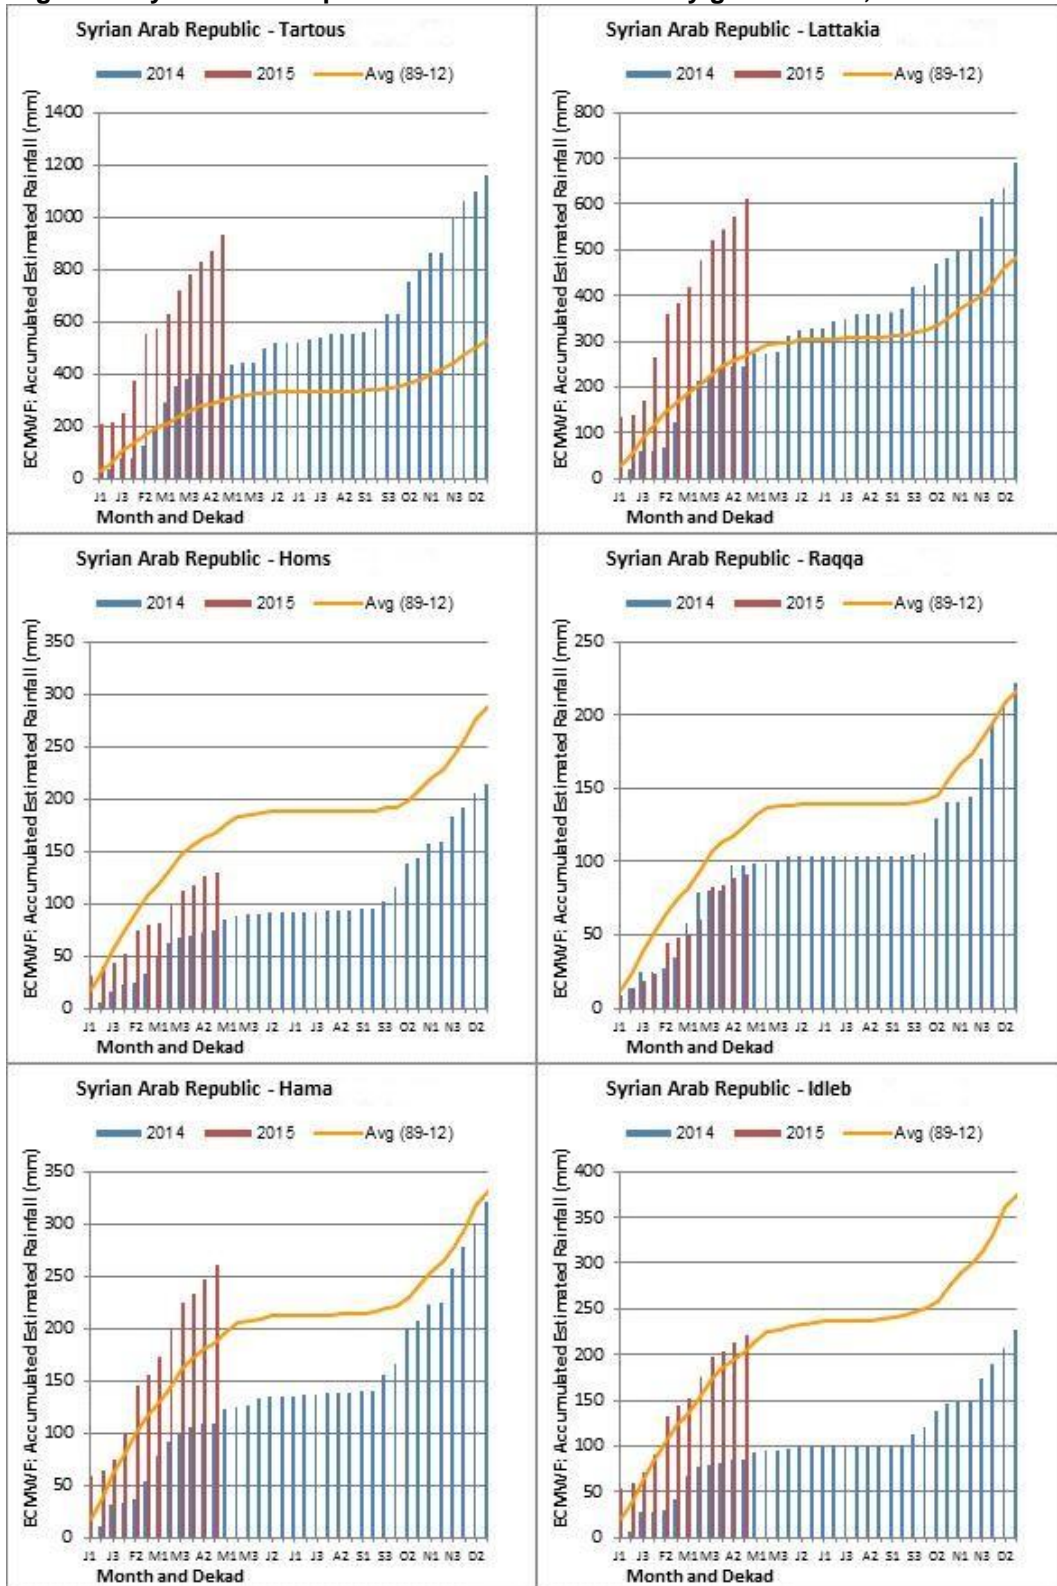 Syrian Arab Republic - Tartous
2014 2015 Avg (89-12)
ECMWF: Accumulated Estimated Rainfall (mm)
1400
1200
1000
800
600
400
200
0
J1 J3 F2 M1 M3 A2 M1 M3 J2 J1 J3 A2 S1 S3 O2 N1 N3 D2
Month and Dekad
Syrian Arab Republic - Lattakia
2014 2015 Avg (89-12)
ECMWF: Accumulated Estimated Rainfall (mm)
800
700
600
500
400
300
200
100
0
J1 J3 F2 M1 M3 A2 M1 M3 J2 J1 J3 A2 S1 S3 O2 N1 N3 D2
Month and Dekad
Syrian Arab Republic - Homs
2014 2015 Avg (89-12)
ECMWF: Accumulated Estimated Rainfall (mm)
350
300
250
200
150
100
50
0
J1 J3 F2 M1 M3 A2 M1 M3 J2 J1 J3 A2 S1 S3 O2 N1 N3 D2
Month and Dekad
Syrian Arab Republic - Raqqa
2014 2015 Avg (89-12)
ECMWF: Accumulated Estimated Rainfall (mm)
250
200
150
100
50
0
J1 J3 F2 M1 M3 A2 M1 M3 J2 J1 J3 A2 S1 S3 O2 N1 N3 D2
Month and Dekad
Syrian Arab Republic - Hama
2014 2015 Avg (89-12)
ECMWF: Accumulated Estimated Rainfall (mm)
350
300
250
200
150
100
50
0
J1 J3 F2 M1 M3 A2 M1 M3 J2 J1 J3 A2 S1 S3 O2 N1 N3 D2
Month and Dekad
Syrian Arab Republic - Idleb
2014 2015 Avg (89-12)
ECMWF: Accumulated Estimated Rainfall (mm)
400
350
300
250
200
150
100
50
0
J1 J3 F2 M1 M3 A2 M1 M3 J2 J1 J3 A2 S1 S3 O2 N1 N3 D2
Month and Dekad